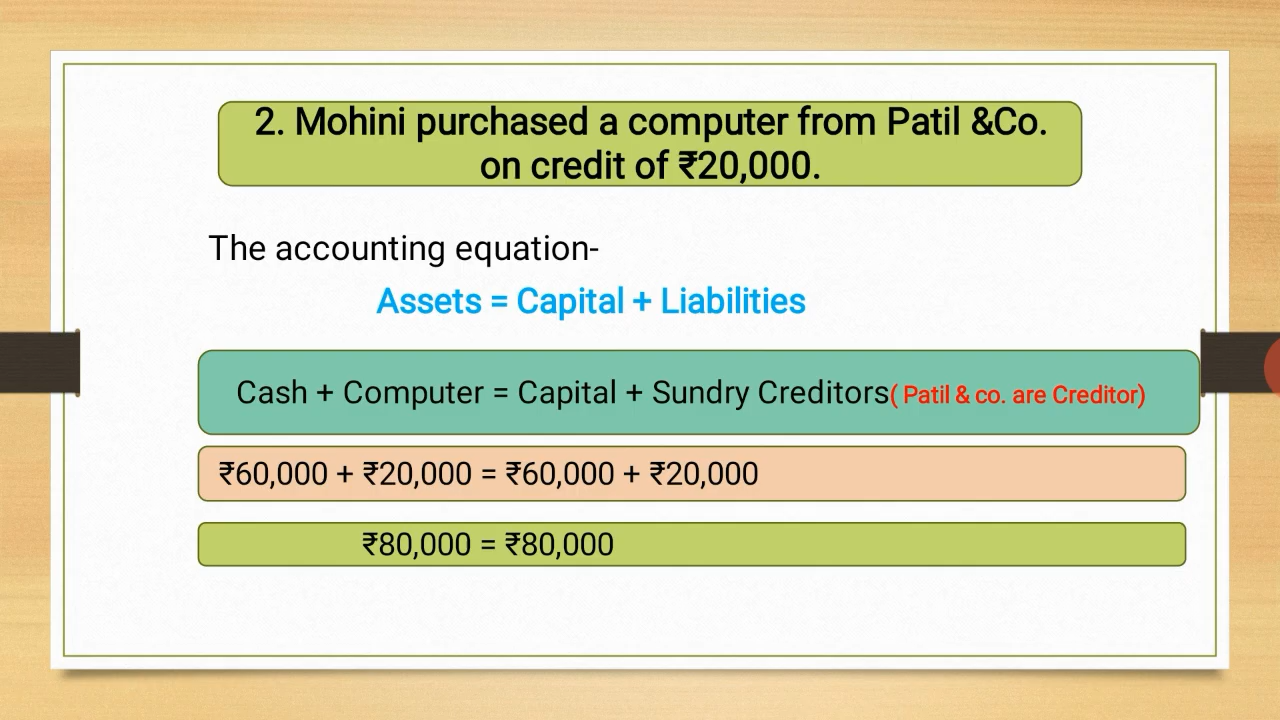 2. Mohini purchased a computer from Patil &Co.
on credit of ₹20,000.
The accounting equation-
Assets = Capital + Liabilities
Cash + Computer = Capital + Sundry Creditors( Patil & co. are Creditor)
₹60,000 + ₹20,000 = ₹60,000 + ₹20,000
₹80,000 = ₹80,000